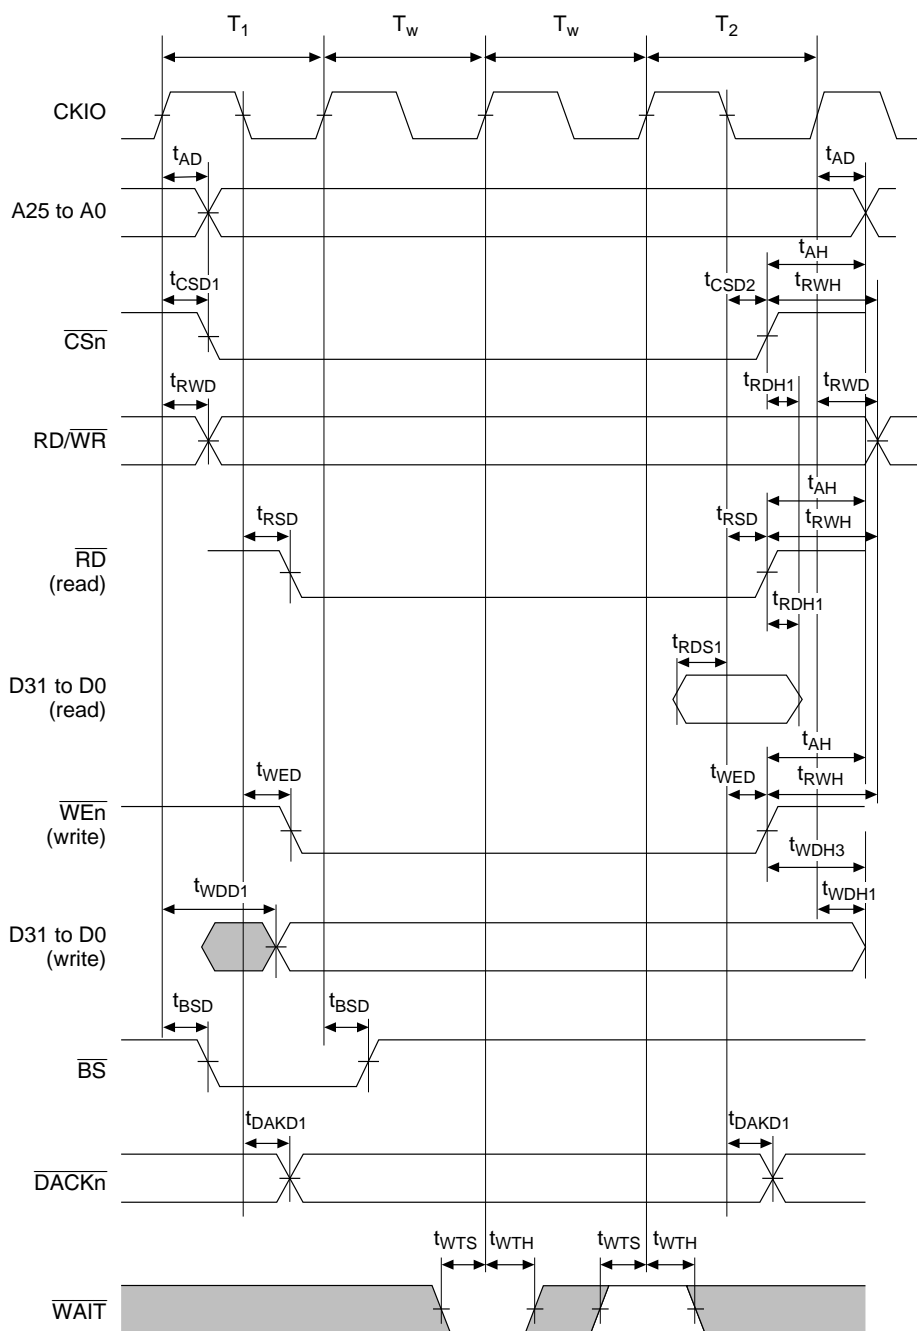 T1 Tw Tw T2
CKIO
tAD tAD
A25 to A0
tAH
tCSD1 tCSD2 tRWH
CSn
tRWD tRDH1 tRWD
RD/WR
tAH
tRSD tRSD tRWH
RD
(read)
tRDH1
tRDS1
D31 to D0
(read)
tAH
tWED tWED tRWH
WEn
(write)
tWDH3
tWDD1 tWDH1
D31 to D0
(write)
tBSD tBSD
BS
tDAKD1 tDAKD1
DACKn
tWTS tWTH tWTS tWTH
WAIT